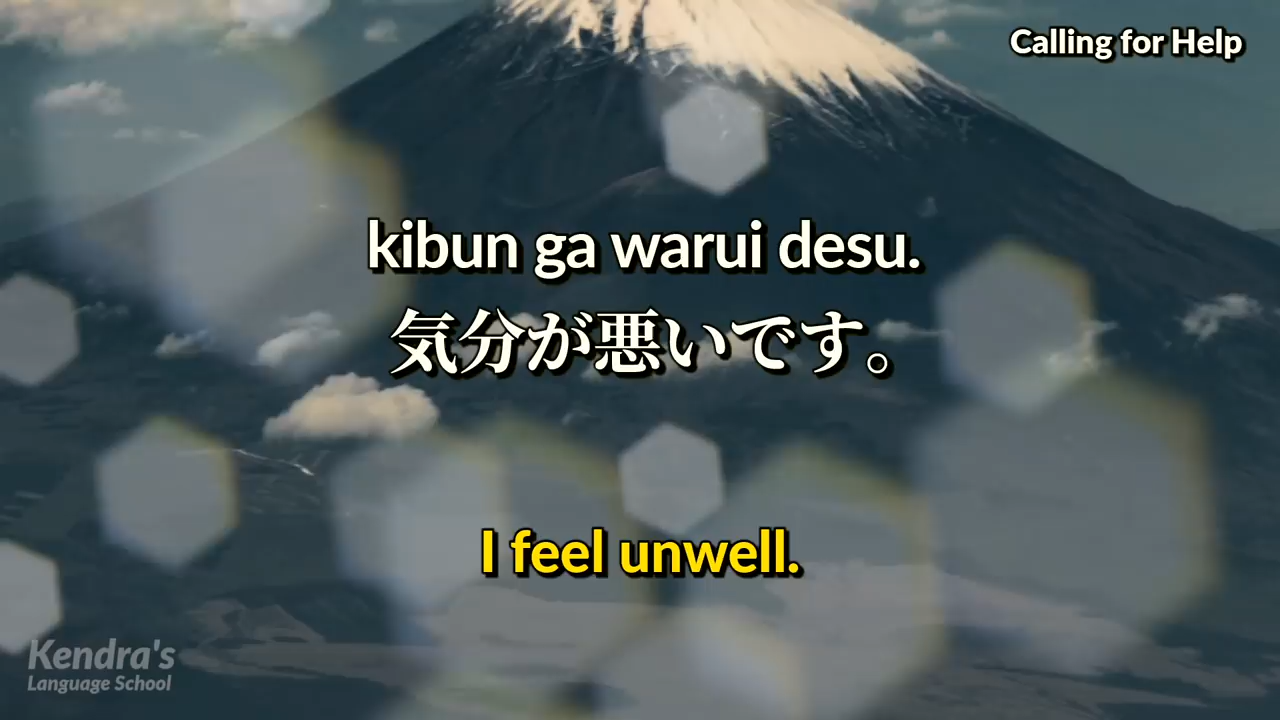 Calling for Help
kibun ga warui desu.
気分が悪いです。
I feel unwell.
Kendra's
Language School